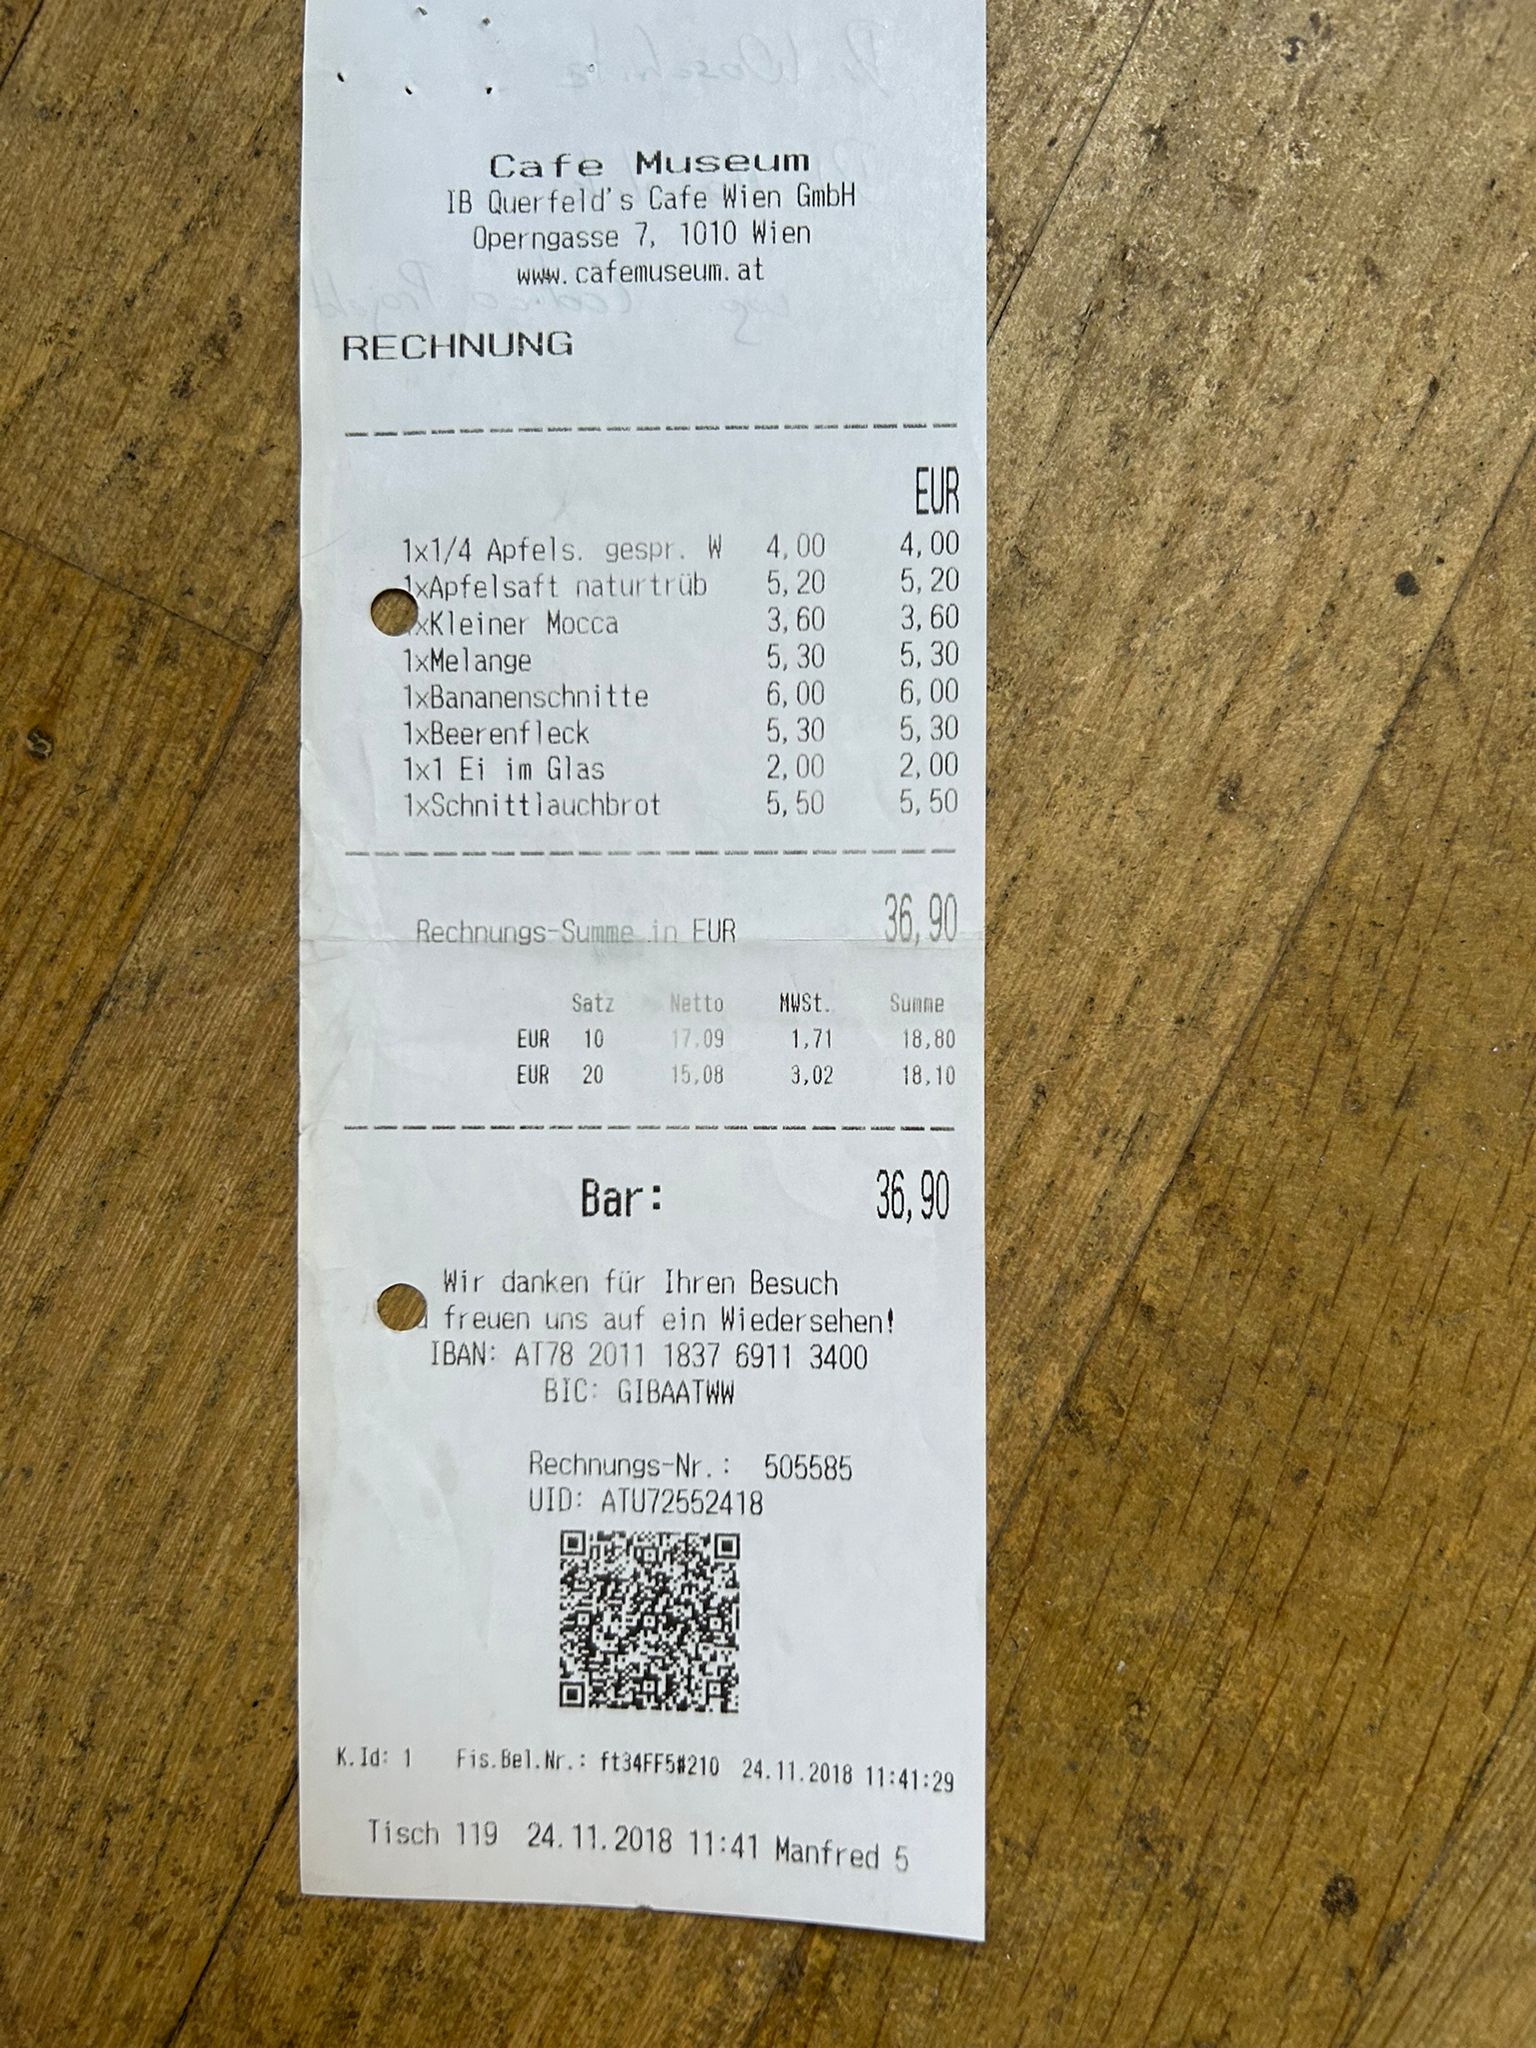 Cafe Museum
IB Querfeld's Cafe Wien GmbH
Operngasse 7, 1010 Wien
www.cafemuseum.at
RECHNUNG
EUR
1x1/4 Apfels. gespr. W 4,00 4,00
1xApfelsaft naturtrüb 5,20 5,20
xKleiner Mocca 3,60 3,60
1xMelange 5,30 5,30
1xBananenschnitte 6,00 6,00
1xBeerenfleck 5,30 5,30
1x1 Ei im Glas 2,00 2,00
1xSchnittlauchbrot 5,50 5,50
Rechnungs-Summe in EUR 36,90
Satz Netto MWSt. Summe
EUR 10 17,09 1,71 18,80
EUR 20 15,08 3,02 18,10
Bar: 36,90
Wir danken für Ihren Besuch
freuen uns auf ein Wiedersehen!
IBAN: AT78 2011 1837 6911 3400
BIC: GIBAATWW
Rechnungs-Nr.: 505585
UID: ATU72552418
K.Id: 1 Fis.Bel.Nr.: ft34FF5#210 24.11.2018 11:41:29
Tisch 119 24.11.2018 11:41 Manfred 5